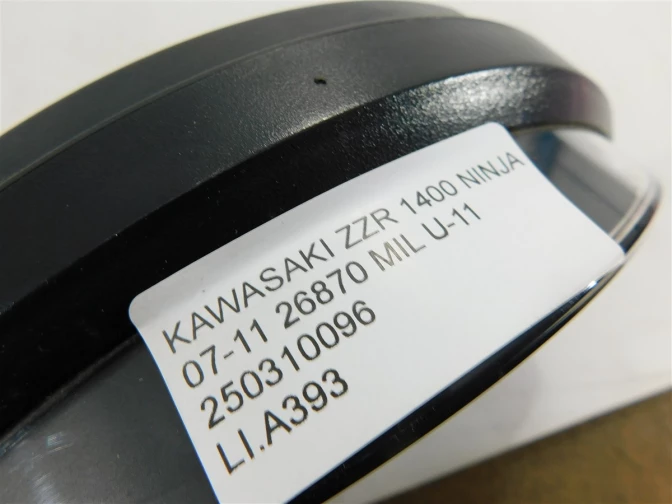 KAWASAKI ZZR 1400 NINJA
07-11 26870 MIL U-11
250310096
LI.A393